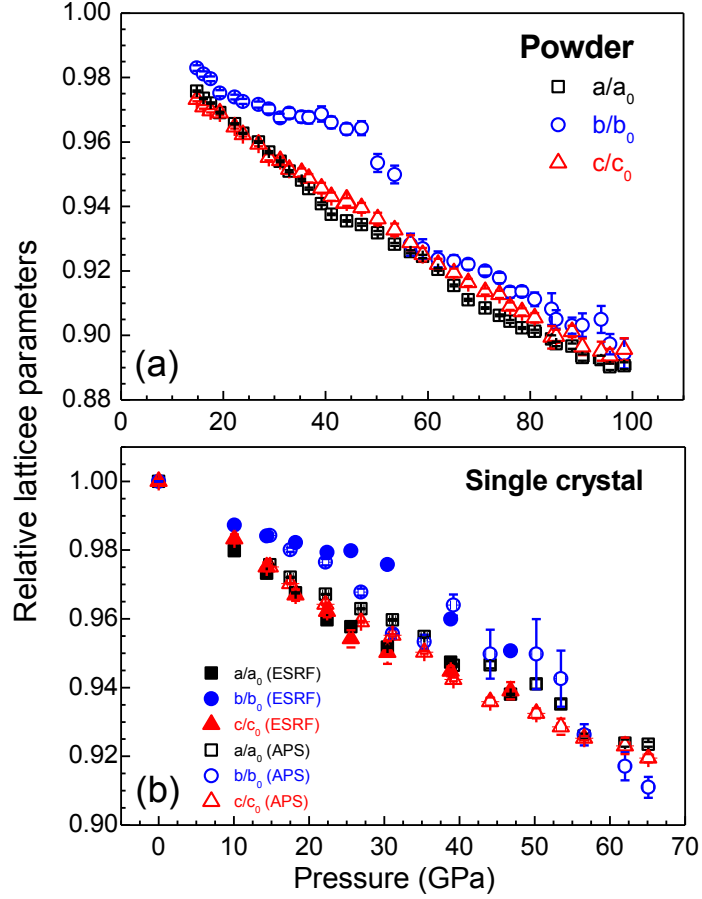 Relative latticee parameters
1.00
0.98
0.96
0.94
0.92
0.90
0.88
0 20 40 60 80 100
Powder
a/a0
b/b0
c/c0
(a)
1.00
0.98
0.96
0.94
0.92
0.90
Single crystal
a/a0 (ESRF)
b/b0 (ESRF)
c/c0 (ESRF)
a/a0 (APS)
b/b0 (APS)
c/c0 (APS)
(b)
0 10 20 30 40 50 60 70
Pressure (GPa)